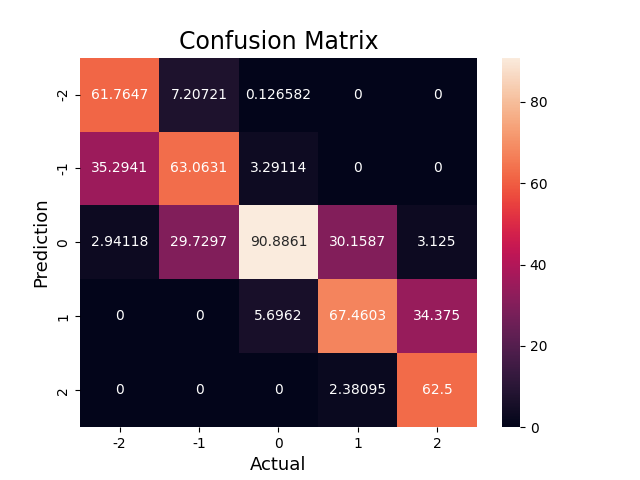 Confusion Matrix
Prediction
-2 61.7647 7.20721 0.126582 0 0
-1 35.2941 63.0631 3.29114 0 0
0 2.94118 29.7297 90.8861 30.1587 3.125
1 0 0 5.6962 67.4603 34.375
2 0 0 0 2.38095 62.5
-2 -1 0 1 2
Actual
80
60
40
20
0